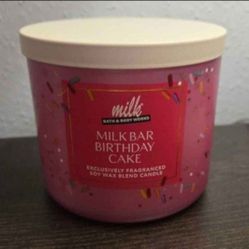 milk
BATH & BODY WORKS
MILK BAR
BIRTHDAY
CAKE
EXCLUSIVELY FRAGRANCED
SOY WAX BLEND CANDLE